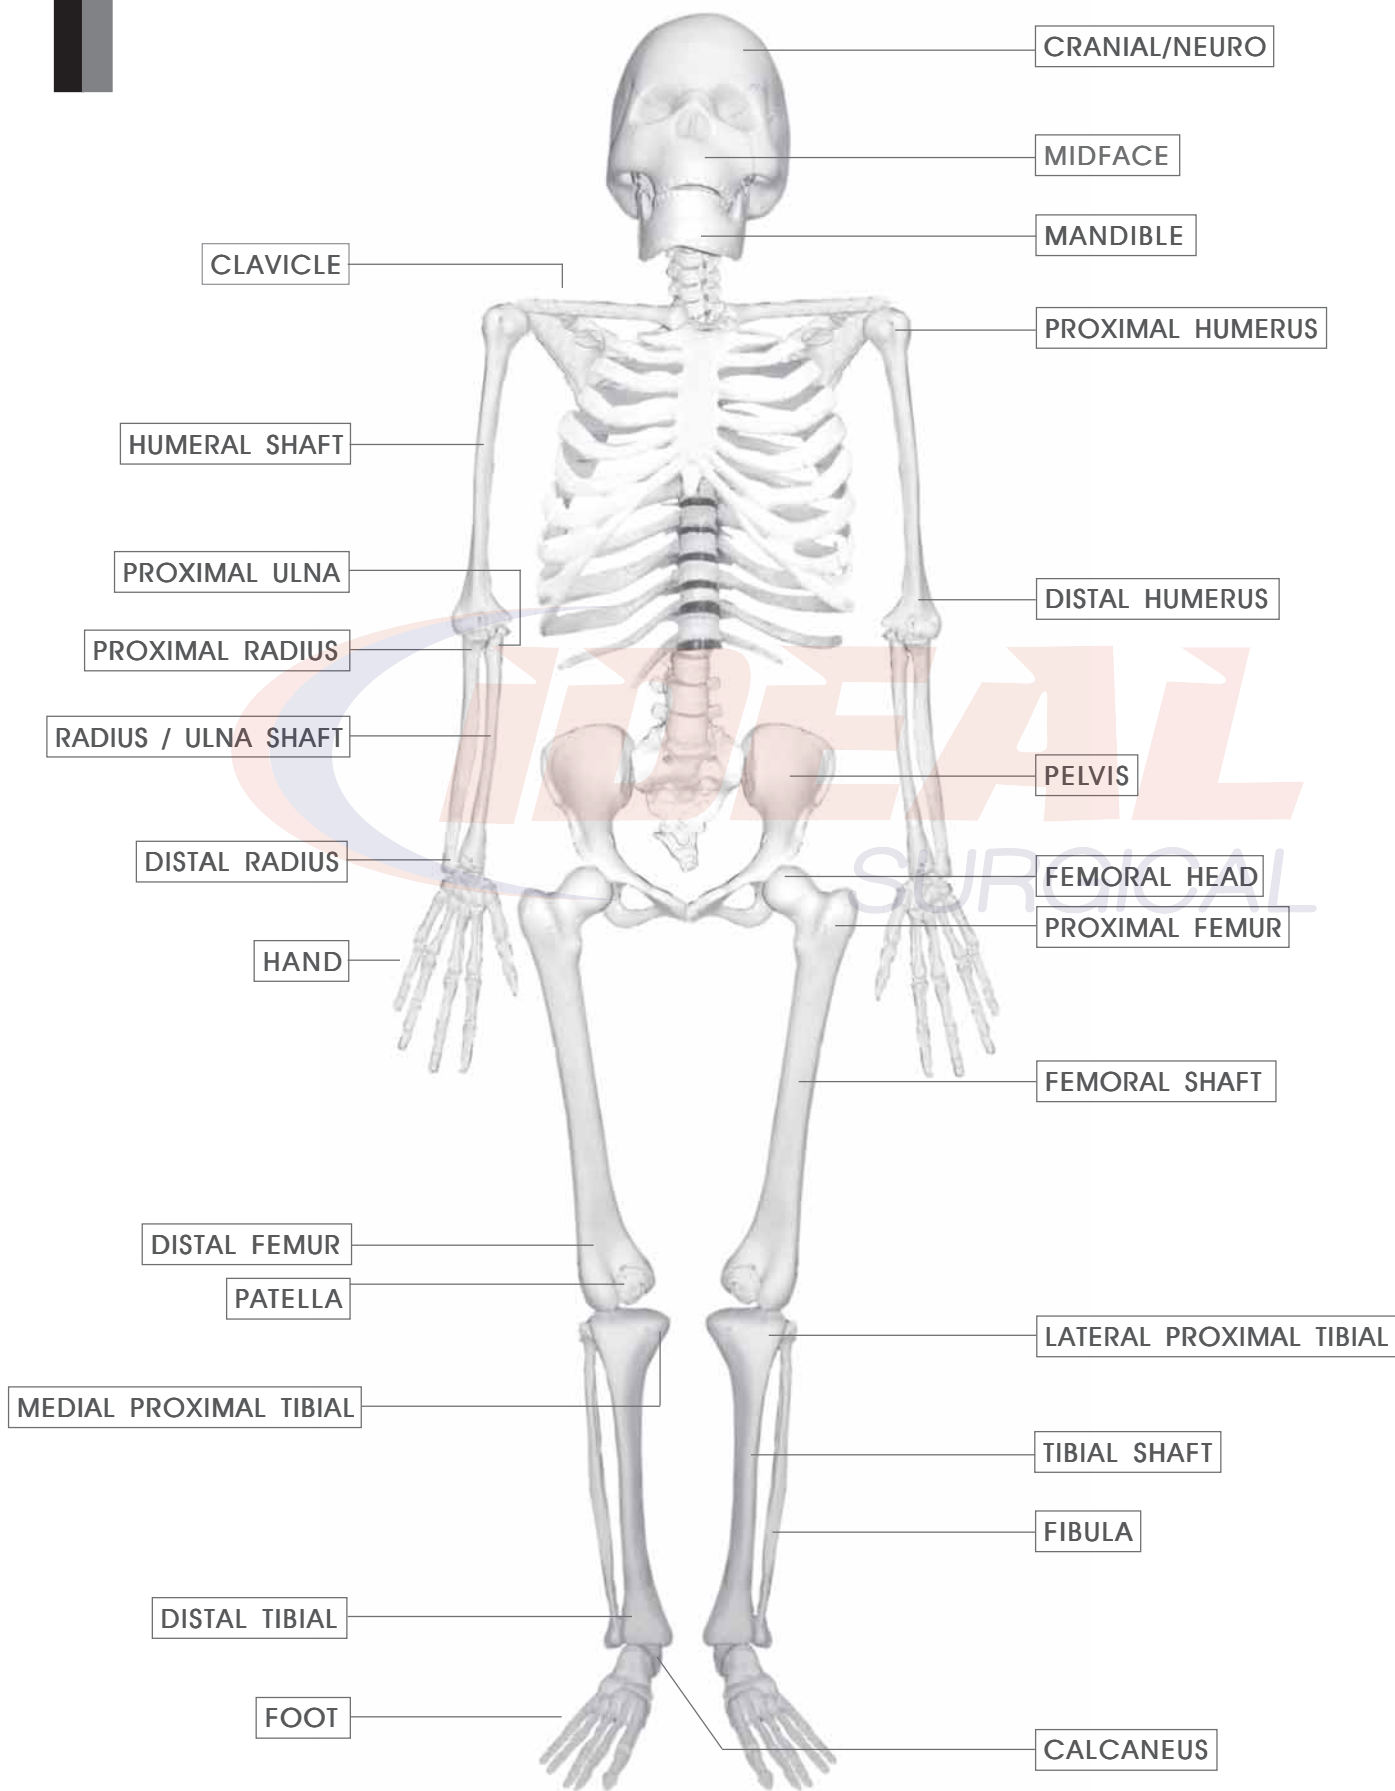 CRANIAL/NEURO
MIDFACE
MANDIBLE
CLAVICLE
PROXIMAL HUMERUS
HUMERAL SHAFT
PROXIMAL ULNA
DISTAL HUMERUS
PROXIMAL RADIUS
RADIUS / ULNA SHAFT
IDEAL
PELVIS
DISTAL RADIUS
FEMORAL HEAD
SURGICAL
PROXIMAL FEMUR
HAND
FEMORAL SHAFT
DISTAL FEMUR
PATELLA
LATERAL PROXIMAL TIBIAL
MEDIAL PROXIMAL TIBIAL
TIBIAL SHAFT
FIBULA
DISTAL TIBIAL
FOOT
CALCANEUS